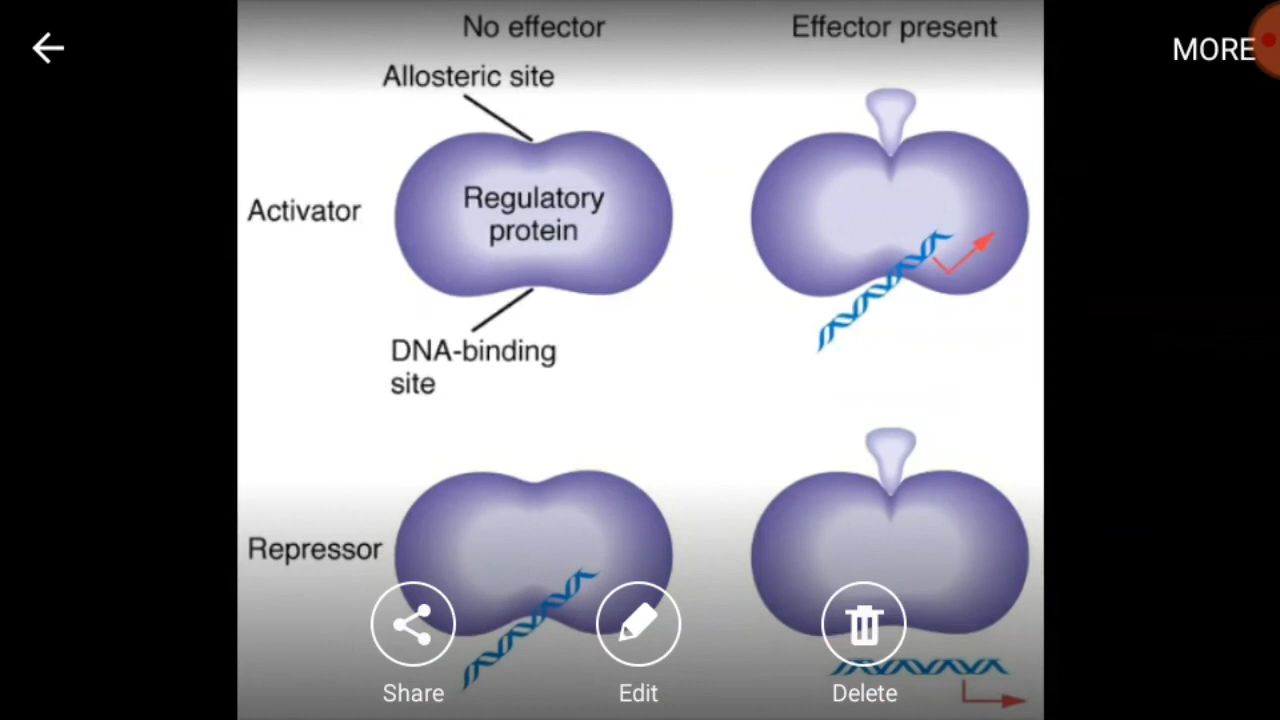 No effector
Effector present
MORE
Allosteric site
Activator
Regulatory
protein
DNA-binding
site
Repressor
Share
Edit
Delete